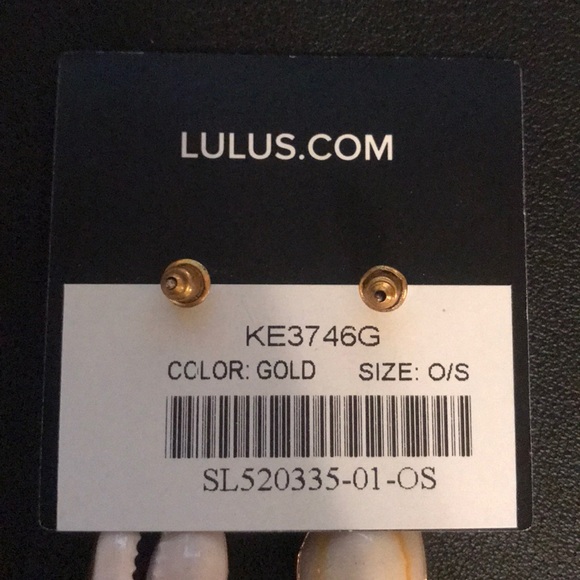 LULUS.COM
KE3746G
COLOR: GOLD SIZE: O/S
SL520335-01-OS